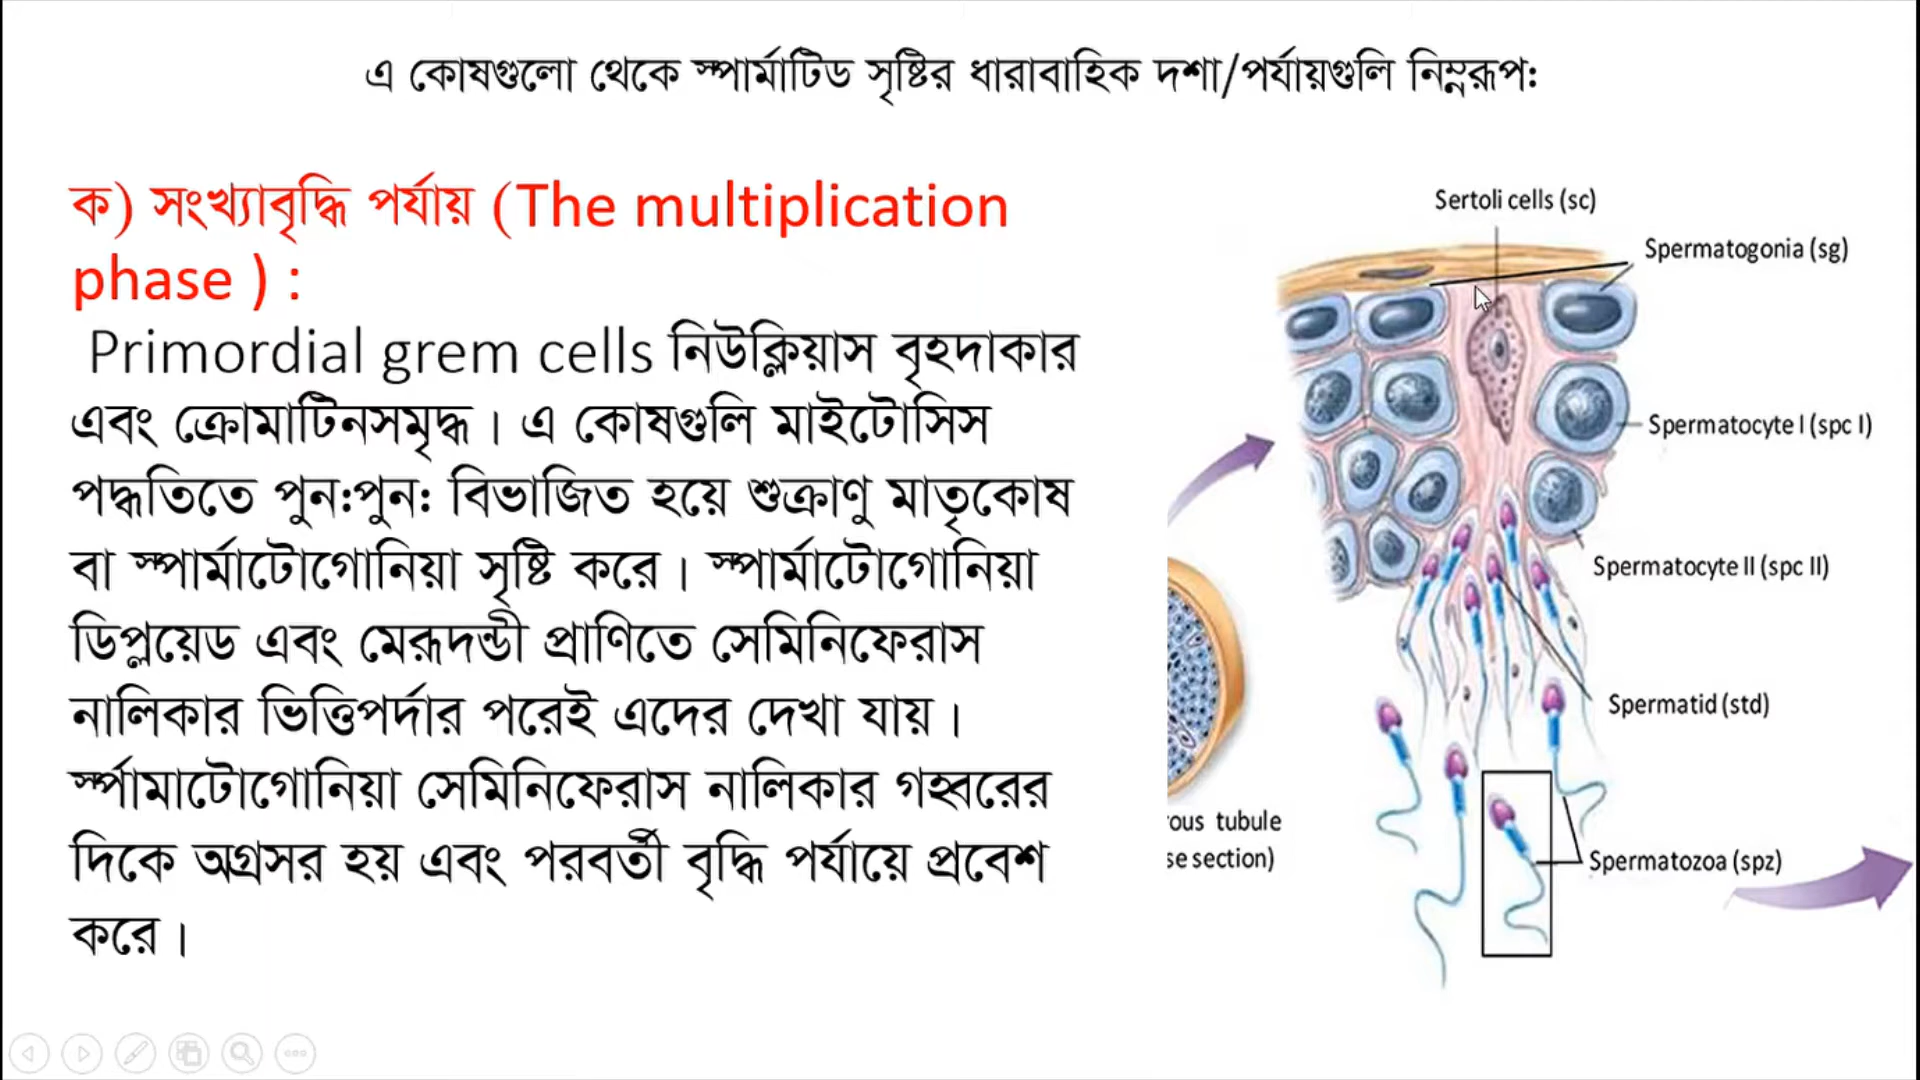 এ কোষগুলো থেকে স্পার্মাটিড সৃষ্টির ধারাবাহিক দশা/পর্যায়গুলি নিম্নরূপঃ
ক) সংখ্যাবৃদ্ধি পর্যায় (The multiplication
phase ) :
Primordial grem cells নিউক্লিয়াস বৃহদাকার
এবং ক্রোমাটিনসমৃদ্ধ। এ কোষগুলি মাইটোসিস
পদ্ধতিতে পুনঃপুনঃ বিভাজিত হয়ে শুক্রাণু মাতৃকোষ
বা স্পার্মাটোগোনিয়া সৃষ্টি করে। স্পার্মাটোগোনিয়া
ডিপ্লয়েড এবং মেরূদন্ডী প্রাণিতে সেমিনিফেরাস
নালিকার ভিত্তিপর্দার পরেই এদের দেখা যায়।
র্স্পামাটোগোনিয়া সেমিনিফেরাস নালিকার গহ্বরের
দিকে অগ্রসর হয় এবং পরবর্তী বৃদ্ধি পর্যায়ে প্রবেশ
করে।
Sertoli cells (sc)
Spermatogonia (sg)
Spermatocyte I (spc I)
Spermatocyte II (spc II)
Spermatid (std)
rous tubule
se section)
Spermatozoa (spz)